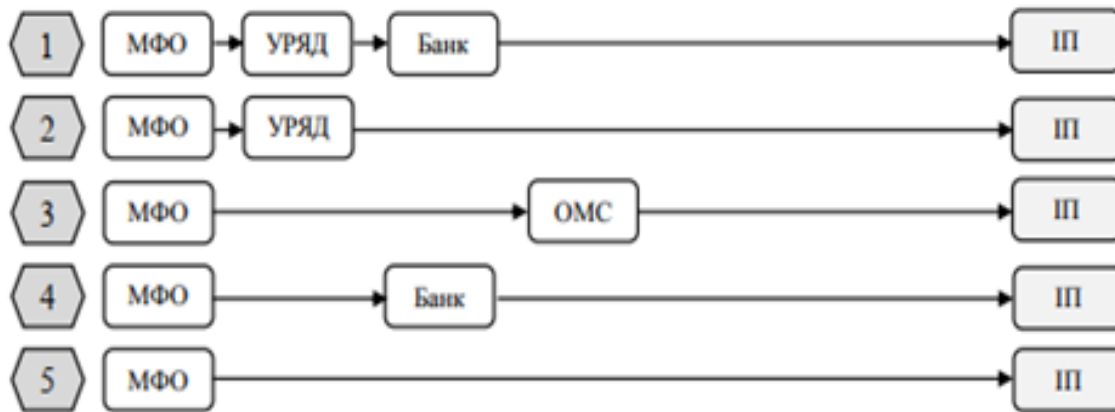 1 МФО УРЯД Банк ІП
2 МФО УРЯД ІП
3 МФО ОМС ІП
4 МФО Банк ІП
5 МФО ІП